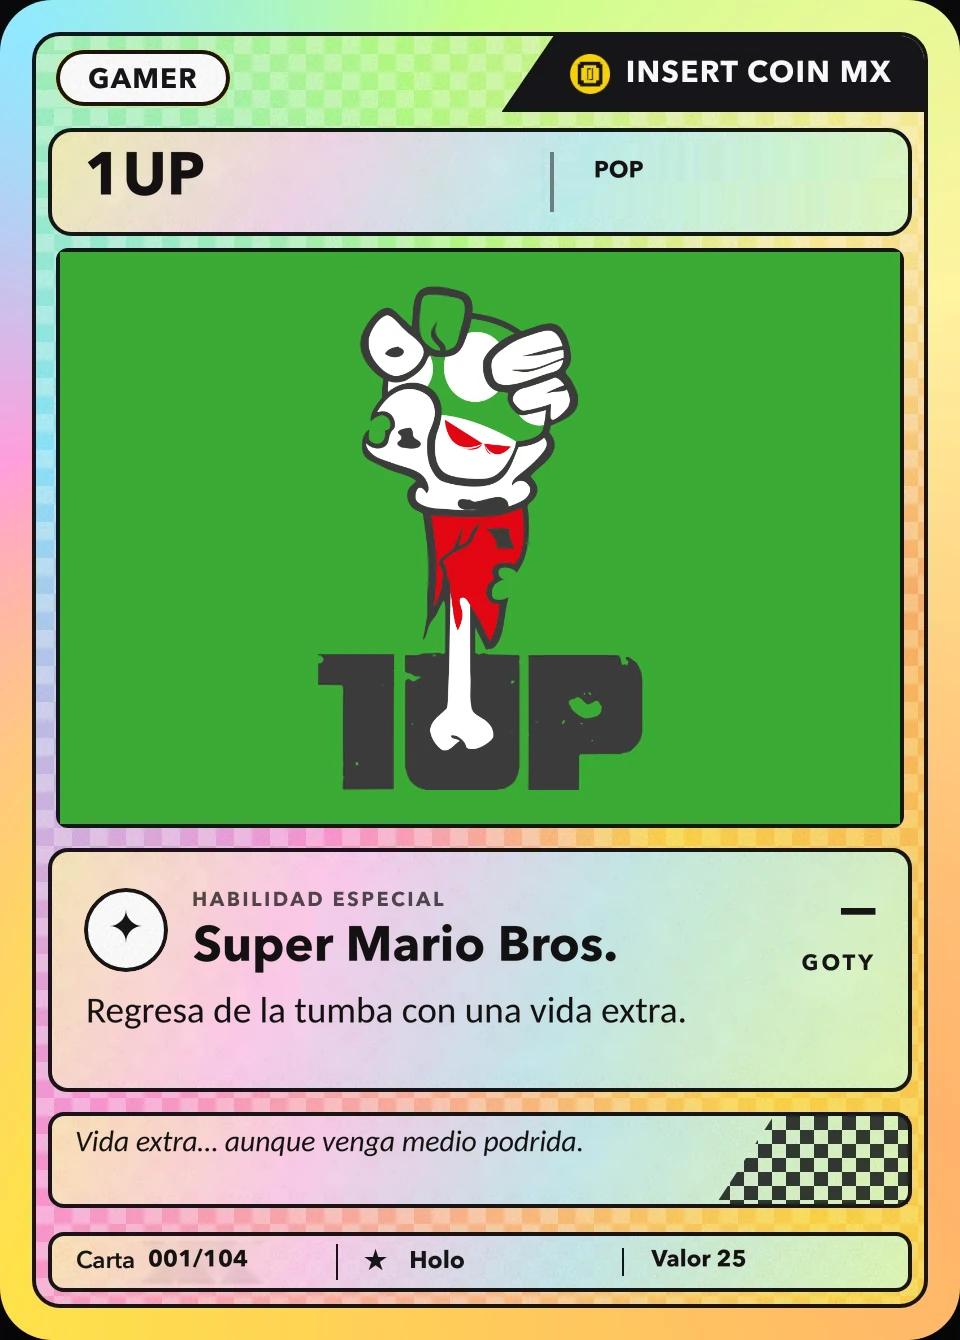 GAMER
INSERT COIN MX
1UP
POP
1UP
HABILIDAD ESPECIAL
Super Mario Bros.
—
GOTY
Regresa de la tumba con una vida extra.
Vida extra... aunque venga medio podrida.
Carta 001/104
★ Holo
Valor 25